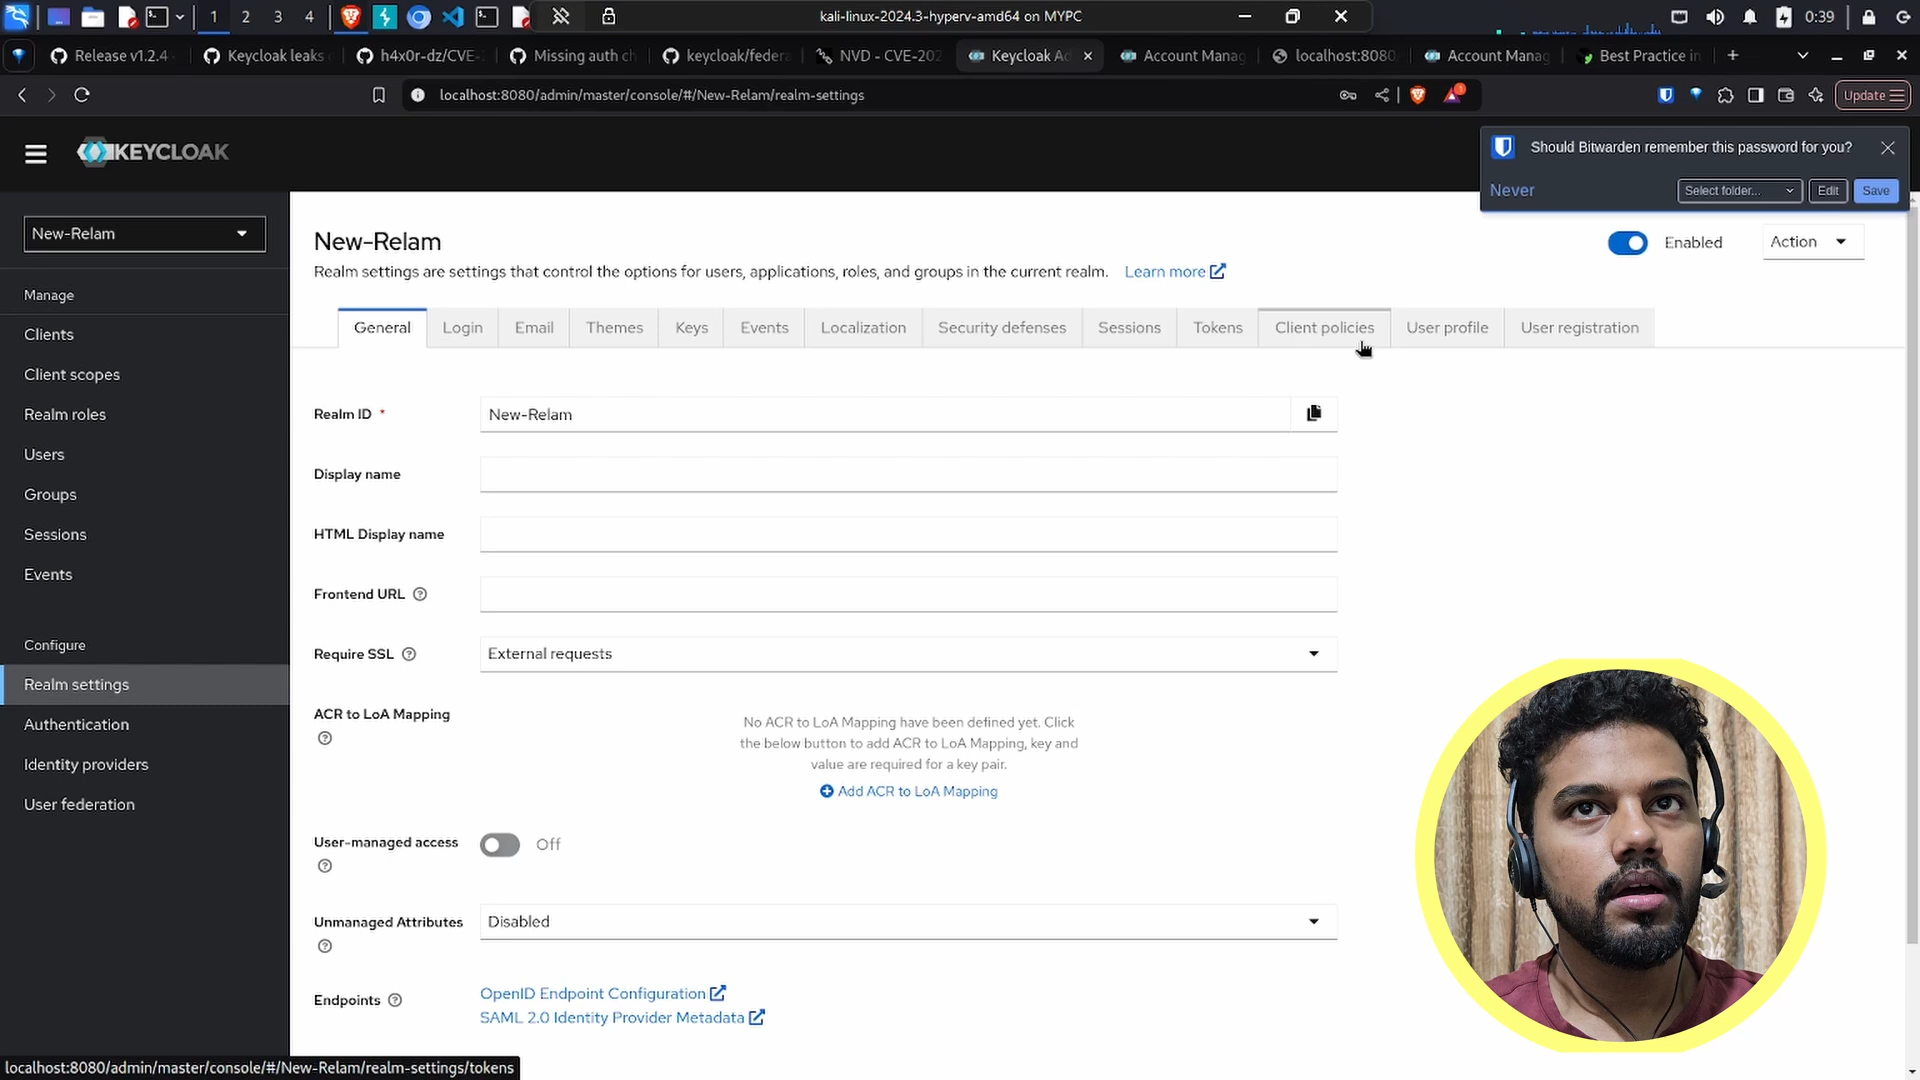 1
2
3
4
kali-linux-2024.3-hyperv-amd64 on MYPC
0:39
Release v1.2.4
Keycloak leaks
h4x0r-dz/CVE-
Missing auth ch
keycloak/federa
NVD - CVE-202
Keycloak Ad
Account Manag
localhost:8080
Account Manag
Best Practice in
localhost:8080/admin/master/console/#/New-Relam/realm-settings
1
Update
KEYCLOAK
Should Bitwarden remember this password for you?
Never
Select folder...
Edit
Save
New-Relam
Manage
Clients
Client scopes
Realm roles
Users
Groups
Sessions
Events
Configure
Realm settings
Authentication
Identity providers
User federation
New-Relam
Enabled
Action
Realm settings are settings that control the options for users, applications, roles, and groups in the current realm. Learn more
General
Login
Email
Themes
Keys
Events
Localization
Security defenses
Sessions
Tokens
Client policies
User profile
User registration
Realm ID *
New-Relam
Display name
HTML Display name
Frontend URL
Require SSL
External requests
ACR to LoA Mapping
No ACR to LoA Mapping have been defined yet. Click
the below button to add ACR to LoA Mapping, key and
value are required for a key pair.
Add ACR to LoA Mapping
User-managed access
Off
Unmanaged Attributes
Disabled
Endpoints
OpenID Endpoint Configuration
SAML 2.0 Identity Provider Metadata
localhost:8080/admin/master/console/#/New-Relam/realm-settings/tokens